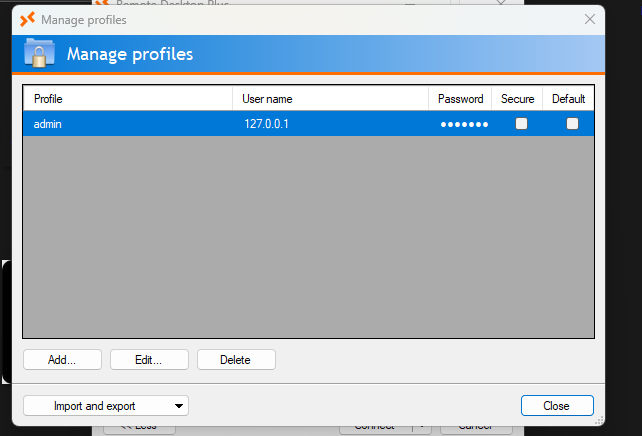 Remote Desktop Plus
Manage profiles
Manage profiles
Profile User name Password Secure Default
admin 127.0.0.1 •••••••
Add... Edit... Delete
Import and export Close
<< Less Connect Cancel